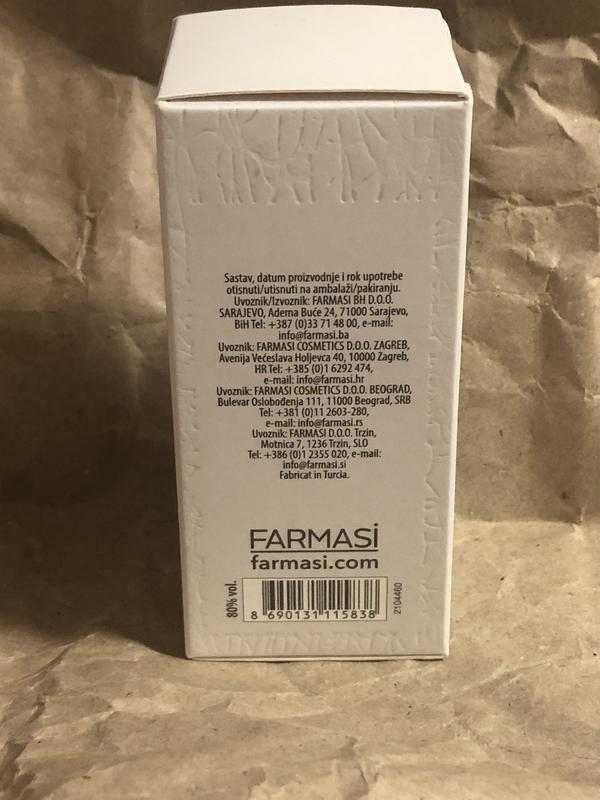 Sastav, datum proizvodnje i rok upotrebe
otisnuti/utisnuti na ambalaži/pakiranju.
Uvoznik/Izvoznik: FARMASI BH D.O.O.
SARAJEVO, Adema Buće 24, 71000 Sarajevo,
BiH Tel: +387 (0)33 71 48 00, e-mail:
info@farmasi.ba
Uvoznik: FARMASI COSMETICS D.O.O. ZAGREB,
Avenija Većeslava Holjevca 40, 10000 Zagreb,
HR Tel: +385 (0)1 6292 474,
e-mail: info@farmasi.hr
Uvoznik: FARMASI COSMETICS D.O.O. BEOGRAD,
Bulevar Oslobođenja 111, 11000 Beograd, SRB
Tel: +381 (0)11 2603-280,
e-mail: info@farmasi.rs
Uvoznik: FARMASI D.O.O. Trzin,
Motnica 7, 1236 Trzin, SLO
Tel: +386 (0)1 2355 020, e-mail:
info@farmasi.si
Fabricat in Turcia.
FARMASİ
farmasi.com
80% vol.
8 690131 115838
2104460